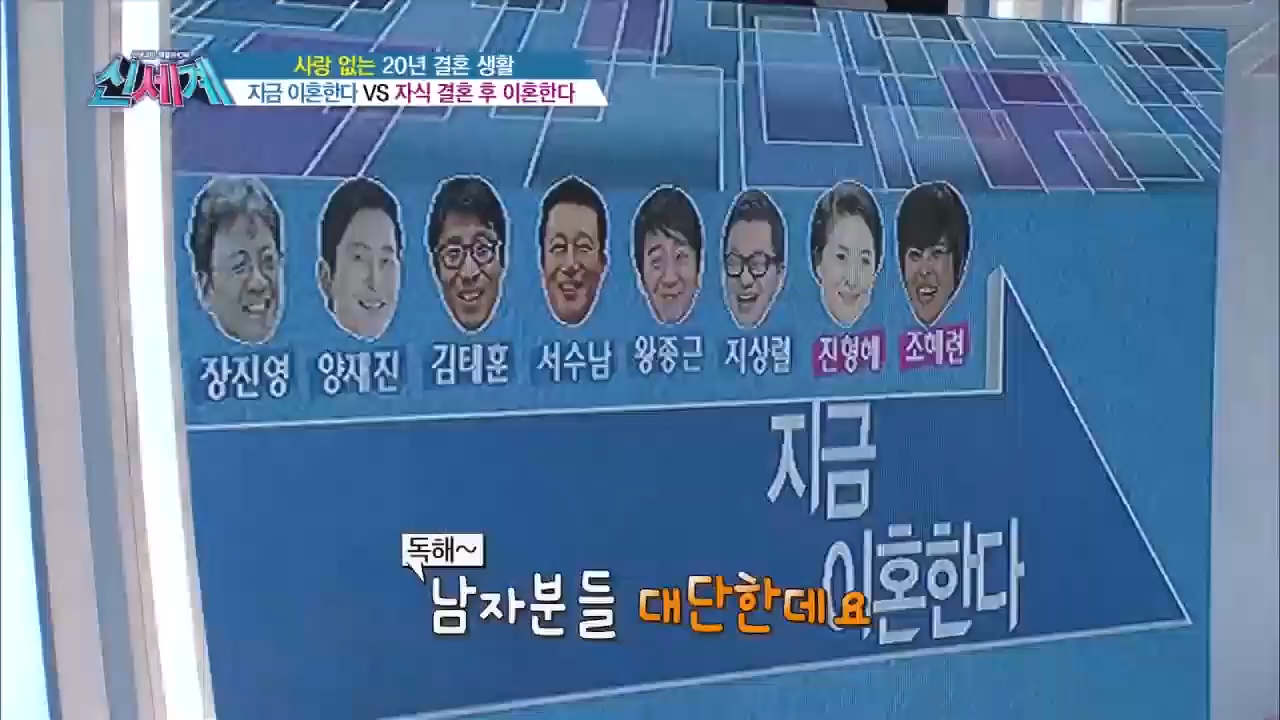 신세계
사랑 없는 20년 결혼 생활
지금 이혼한다 VS 자식 결혼 후 이혼한다
장진영 양재진 김태훈 서수남 왕종근 지상렬 진형혜 조혜련
지금
이혼한다
독해~
남자분들 대단한데요